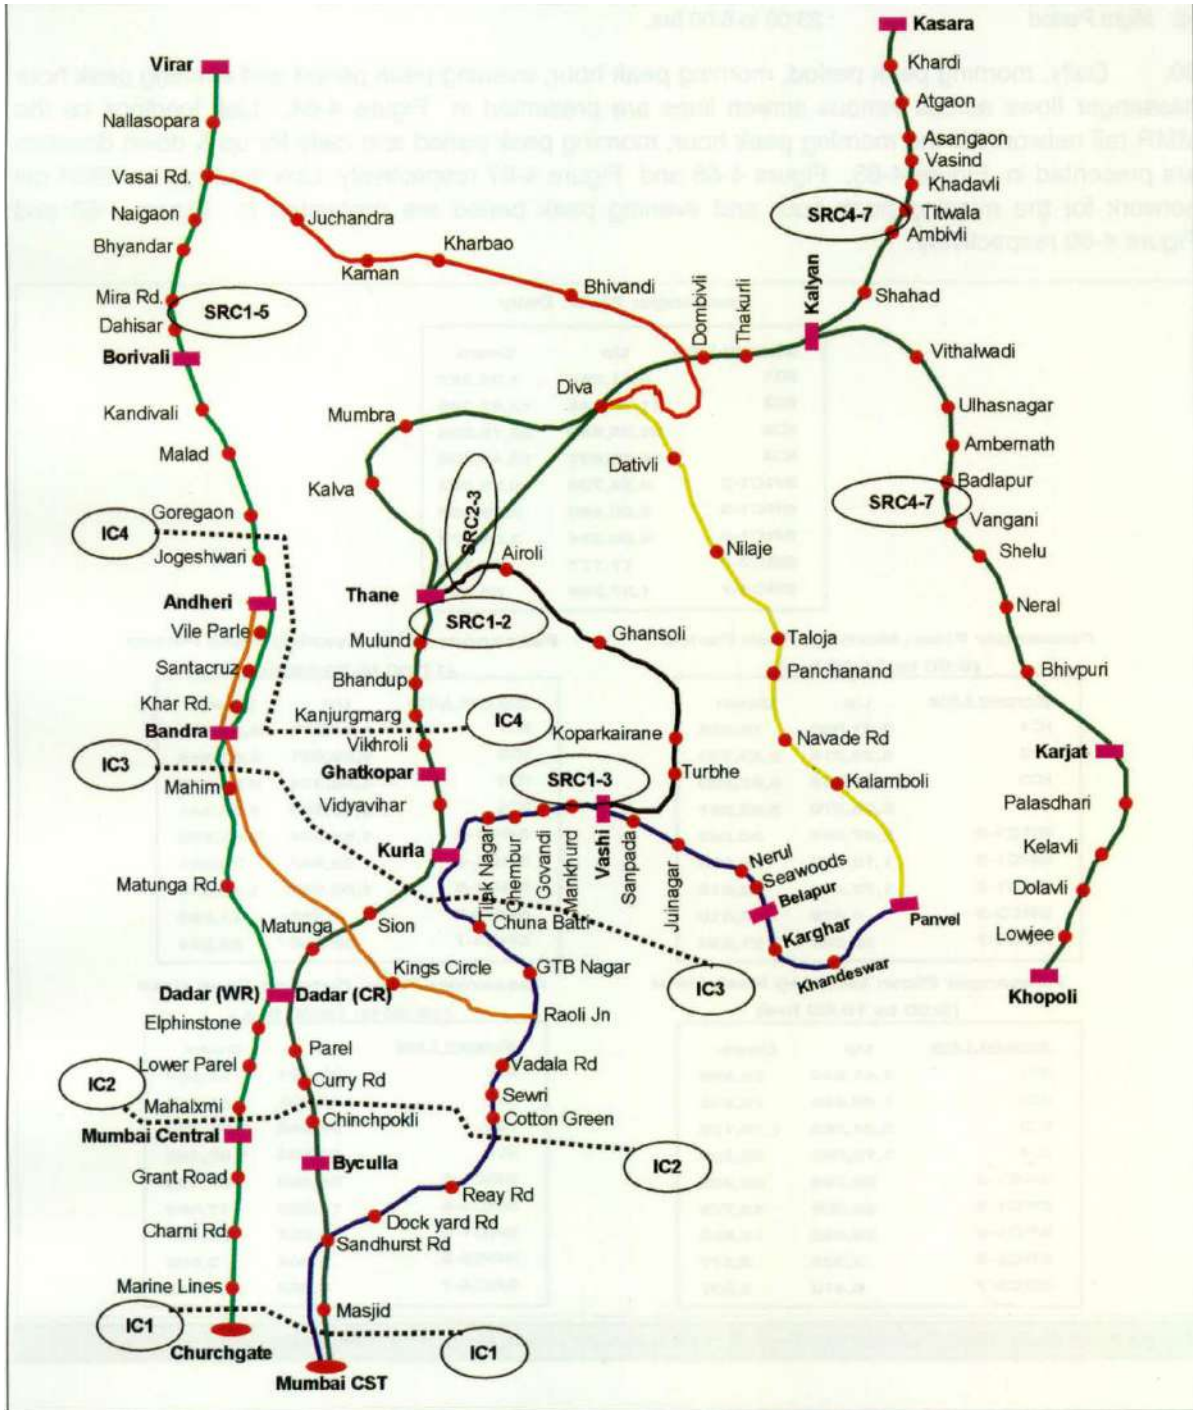 Kasara
Virar
Khardi
Atgaon
Nallasopara
Asangaon
Vasind
Vasai Rd.
Khadavli
Naigaon
Juchandra
SRC4-7
Titwala
Ambivli
Bhyandar
Kharbao
Kaman
Bhivandi
Dombivli
Thakurli
Kalyan
Shahad
Mira Rd.
SRC1-5
Dahisar
Borivali
Vithalwadi
Diva
Kandivali
Mumbra
Ulhasnagar
Malad
Ambernath
Dativli
Kalva
Badlapur
SRC4-7
Goregaon
SRC2-3
Vangani
IC4
Jogeshwari
Airoli
Nilaje
Shelu
Andheri
Thane
Neral
SRC1-2
Vile Parle
Mulund
Ghansoli
Taloja
Santacruz
Bhandup
Panchanand
Bhivpuri
Khar Rd.
Kanjurgmarg
IC4
Bandra
Vikhroli
Koparkairane
Navade Rd
Karjat
IC3
Ghatkopar
SRC1-3
Turbhe
Mahim
Kalamboli
Vidyavihar
Palasdhari
Kurla
Tilak Nagar
Chembur
Govandi
Mankhurd
Vashi
Sanpada
Juinagar
Nerul
Kelavli
Seawoods
Matunga Rd.
Belapur
Dolavli
Matunga
Sion
Chuna Batti
Panvel
Karghar
Lowjee
Kings Circle
GTB Nagar
Khandeswar
IC3
Khopoli
Dadar (WR)
Dadar (CR)
Raoli Jn
Elphinstone
Parel
Lower Parel
Vadala Rd
IC2
Curry Rd
Sewri
Mahalxmi
Chinchpokli
Cotton Green
Mumbai Central
Byculla
IC2
Grant Road
Reay Rd
Dock yard Rd
Charni Rd.
Sandhurst Rd
Marine Lines
Masjid
IC1
Churchgate
IC1
Mumbai CST